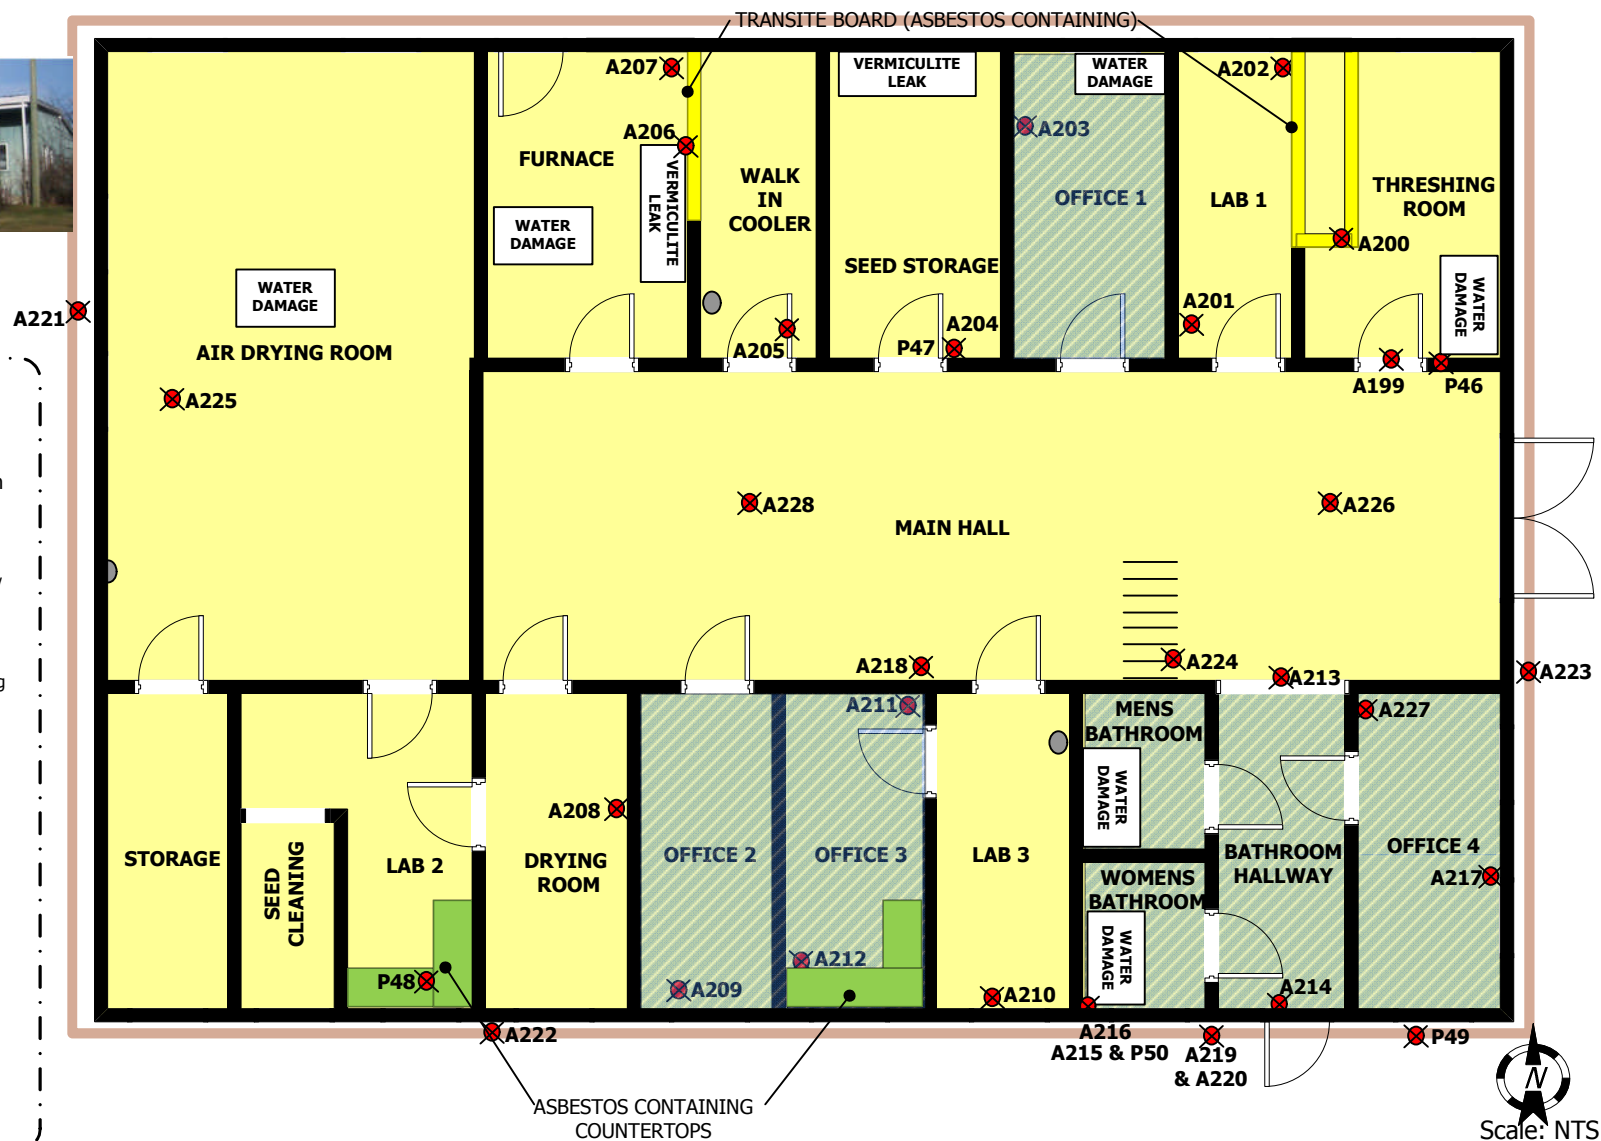 TRANSITE BOARD (ASBESTOS CONTAINING)
A207
VERMICULITE
LEAK
WATER
DAMAGE
A202
A206
FURNACE
VERMICULITE
LEAK
WALK
IN
COOLER
A203
OFFICE 1
LAB 1
THRESHING
ROOM
WATER
DAMAGE
A200
SEED STORAGE
WATER
DAMAGE
WATER
DAMAGE
A221
AIR DRYING ROOM
A205
P47
A204
A201
A199
P46
A225
A228
MAIN HALL
A226
A218
A224
A213
A223
A211
MENS
BATHROOM
A227
WATER
DAMAGE
A208
STORAGE
SEED
CLEANING
LAB 2
DRYING
ROOM
OFFICE 2
OFFICE 3
LAB 3
BATHROOM
HALLWAY
OFFICE 4
A217
WOMENS
BATHROOM
WATER
DAMAGE
P48
A209
A212
A210
A214
A222
A216
A215 & P50
A219
& A220
P49
N
ASBESTOS CONTAINING
COUNTERTOPS
Scale: NTS